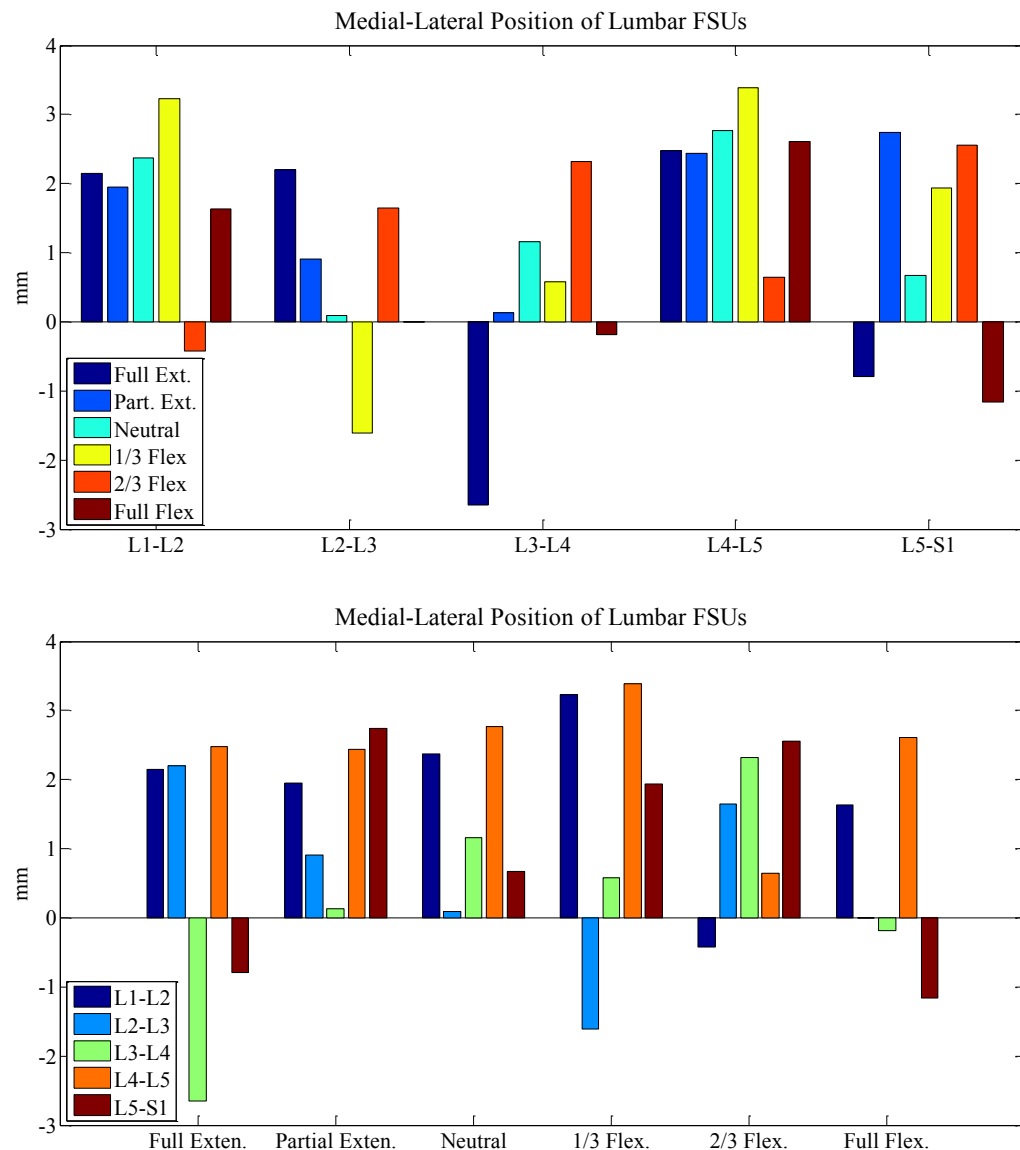 Medial-Lateral Position of Lumbar FSUs
4
3
2
1
0
-1
-2
-3
mm
Full Ext.
Part. Ext.
Neutral
1/3 Flex
2/3 Flex
Full Flex
L1-L2 L2-L3 L3-L4 L4-L5 L5-S1
Medial-Lateral Position of Lumbar FSUs
4
3
2
1
0
-1
-2
-3
mm
L1-L2
L2-L3
L3-L4
L4-L5
L5-S1
Full Exten. Partial Exten. Neutral 1/3 Flex. 2/3 Flex. Full Flex.